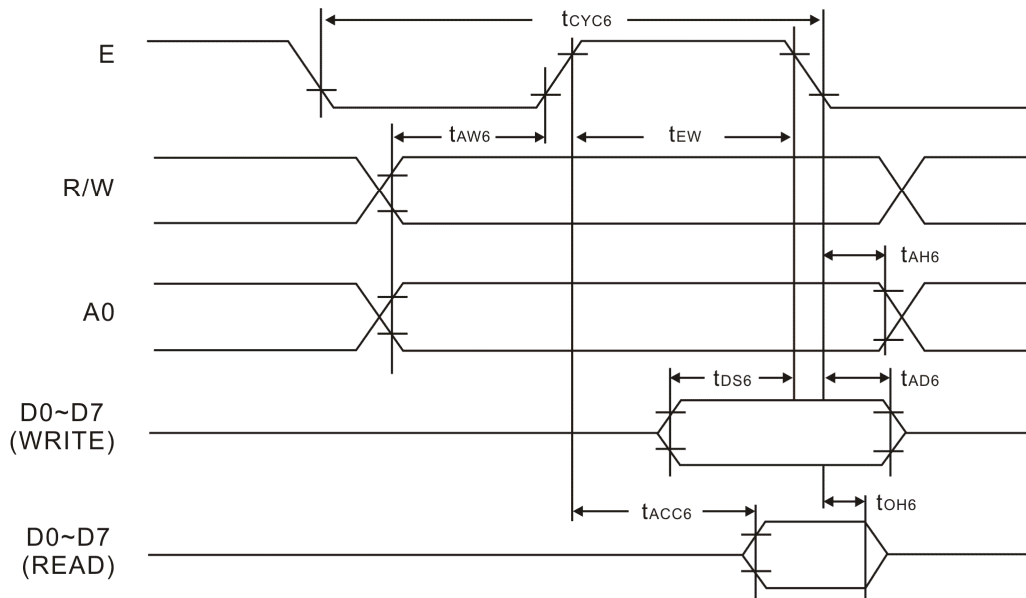 tCYC6
E
tAW6
tEW
R/W
tAH6
A0
tDS6
tAD6
D0~D7
(WRITE)
tACC6
tOH6
D0~D7
(READ)